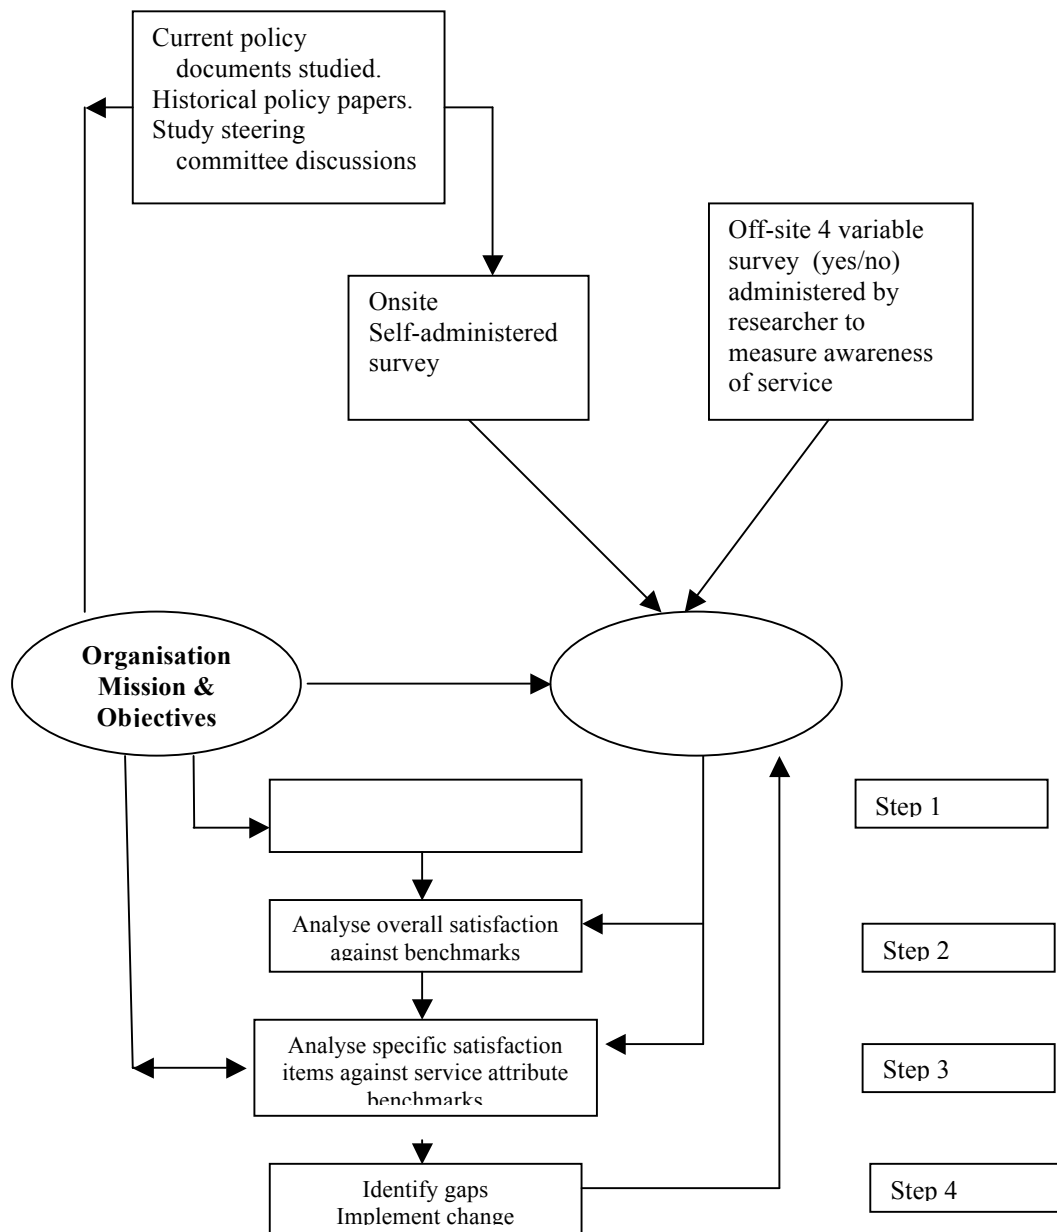 Current policy
documents studied.
Historical policy papers.
Study steering
committee discussions
Off-site 4 variable
survey (yes/no)
administered by
researcher to
measure awareness
of service
Onsite
Self-administered
survey
Organisation
Mission &
Objectives
Step 1
Analyse overall satisfaction
against benchmarks
Step 2
Analyse specific satisfaction
items against service attribute
benchmarks
Step 3
Identify gaps
Implement change
Step 4